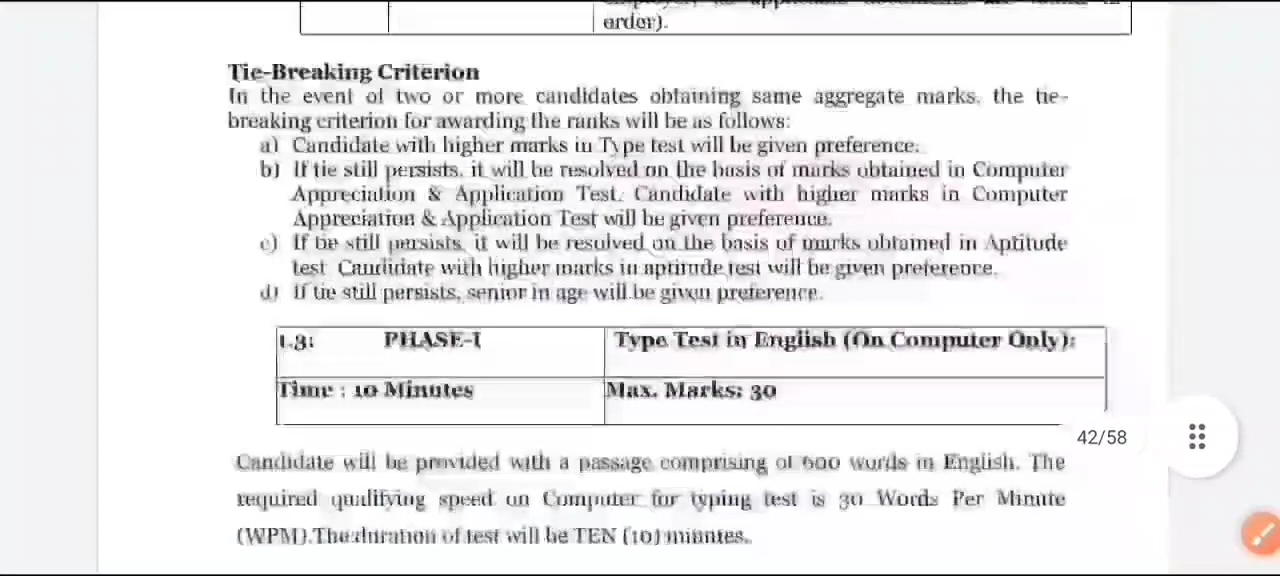 order).
Tie-Breaking Criterion
In the event of two or more candidates obtaining same aggregate marks, the tie-
breaking criterion for awarding the ranks will be as follows:
a) Candidate with higher marks in Type test will be given preference.
b) If tie still persists, it will be resolved on the basis of marks obtained in Computer
Appreciation & Application Test. Candidate with higher marks in Computer
Appreciation & Application Test will be given preference.
c) If tie still persists, it will be resolved on the basis of marks obtained in Aptitude
test Candidate with higher marks in aptitude test will be given preference.
d) If tie still persists, senior in age will be given preference.
1.3: PHASE-I Type Test in English (On Computer Only):
Time : 10 Minutes Max. Marks: 30
42/58
Candidate will be provided with a passage comprising of 600 words in English. The
required qualifying speed on Computer for typing test is 30 Words Per Minute
(WPM).The duration of test will be TEN (10) minutes.